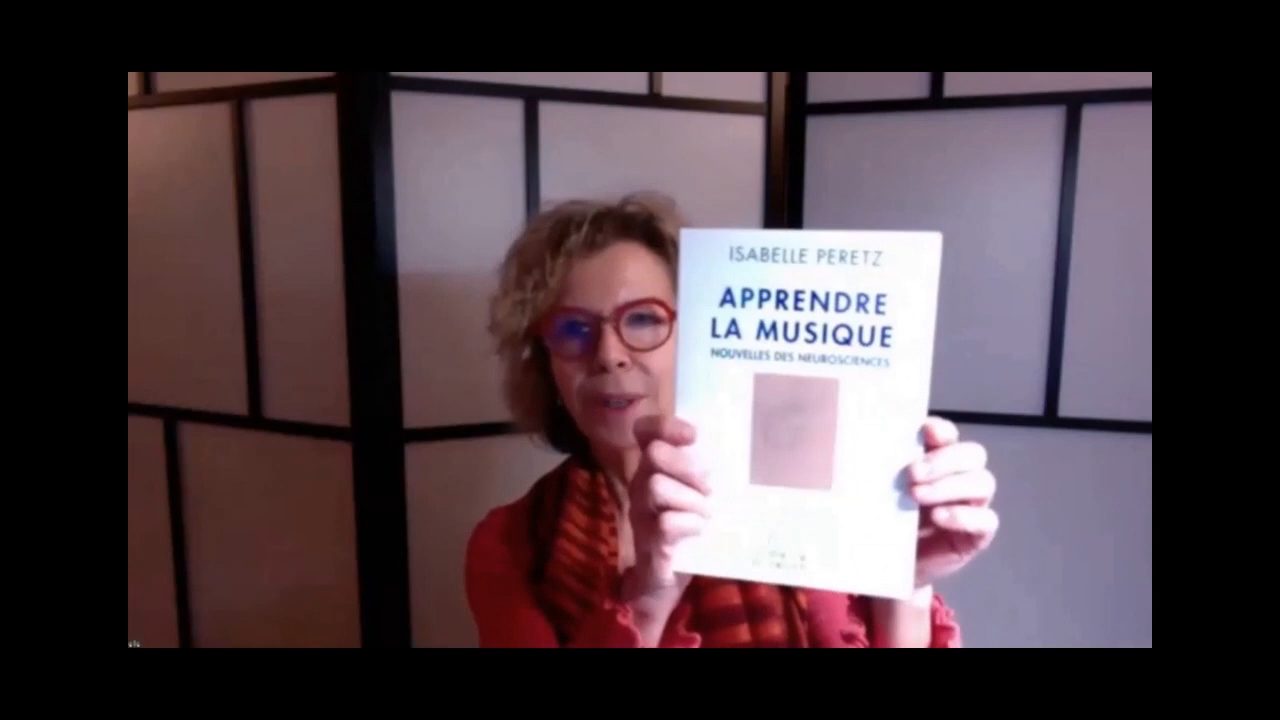 ISABELLE PERETZ
APPRENDRE
LA MUSIQUE
NOUVELLES DES NEUROSCIENCES